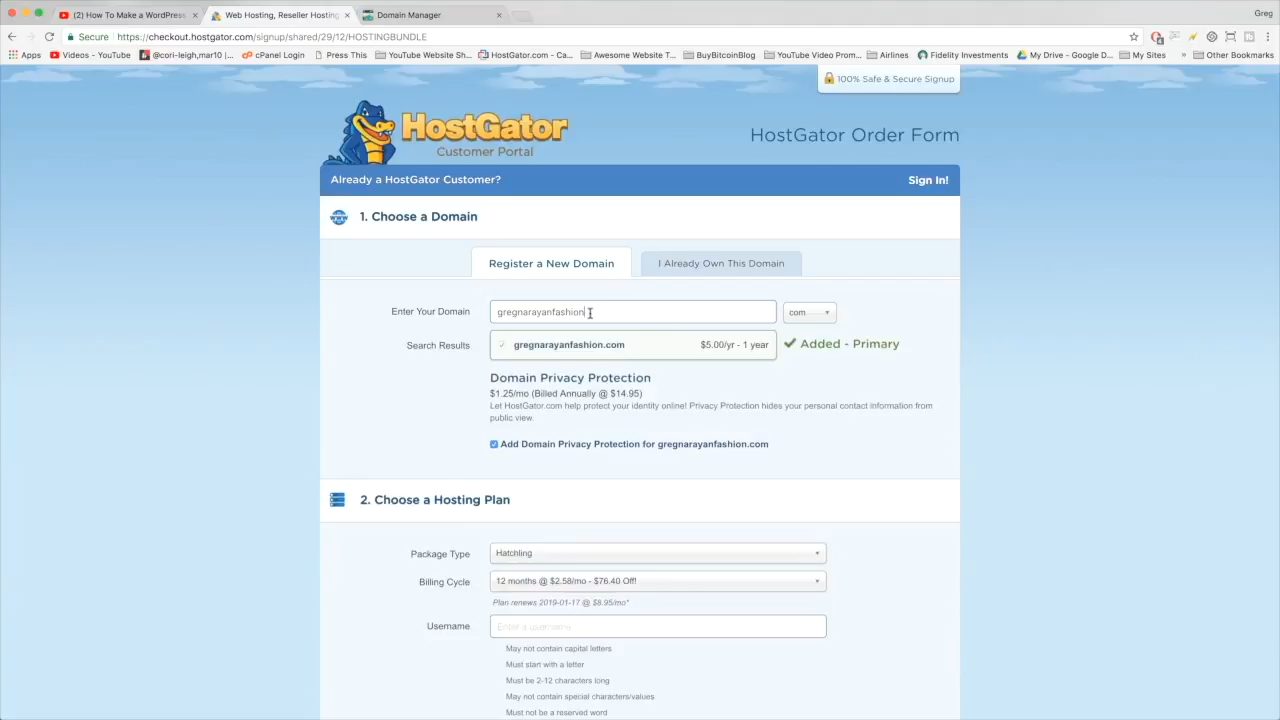 (2) How To Make a WordPress
Web Hosting, Reseller Hosting
Domain Manager
Greg
Secure
https://checkout.hostgator.com/signup/shared/29/12/HOSTINGBUNDLE
Apps
Videos - YouTube
@cori-leigh,mar10 |...
cPanel Login
Press This
YouTube Website Sh...
HostGator.com - Ca...
Awesome Website T...
BuyBitcoinBlog
YouTube Video Prom...
Airlines
Fidelity Investments
My Drive - Google D...
My Sites
»
Other Bookmarks
100% Safe & Secure Signup
HostGator
Customer Portal
HostGator Order Form
Already a HostGator Customer?
Sign In!
1. Choose a Domain
Register a New Domain
I Already Own This Domain
Enter Your Domain
gregnarayanfashion
com
Search Results
gregnarayanfashion.com
$5.00/yr - 1 year
Added - Primary
Domain Privacy Protection
$1.25/mo (Billed Annually @ $14.95)
Let HostGator.com help protect your identity online! Privacy Protection hides your personal contact information from
public view.
Add Domain Privacy Protection for gregnarayanfashion.com
2. Choose a Hosting Plan
Package Type
Hatchling
Billing Cycle
12 months @ $2.58/mo - $76.40 Off!
Plan renews 2019-01-17 @ $8.95/mo*
Username
Enter a username
May not contain capital letters
Must start with a letter
Must be 2-12 characters long
May not contain special characters/values
Must not be a reserved word